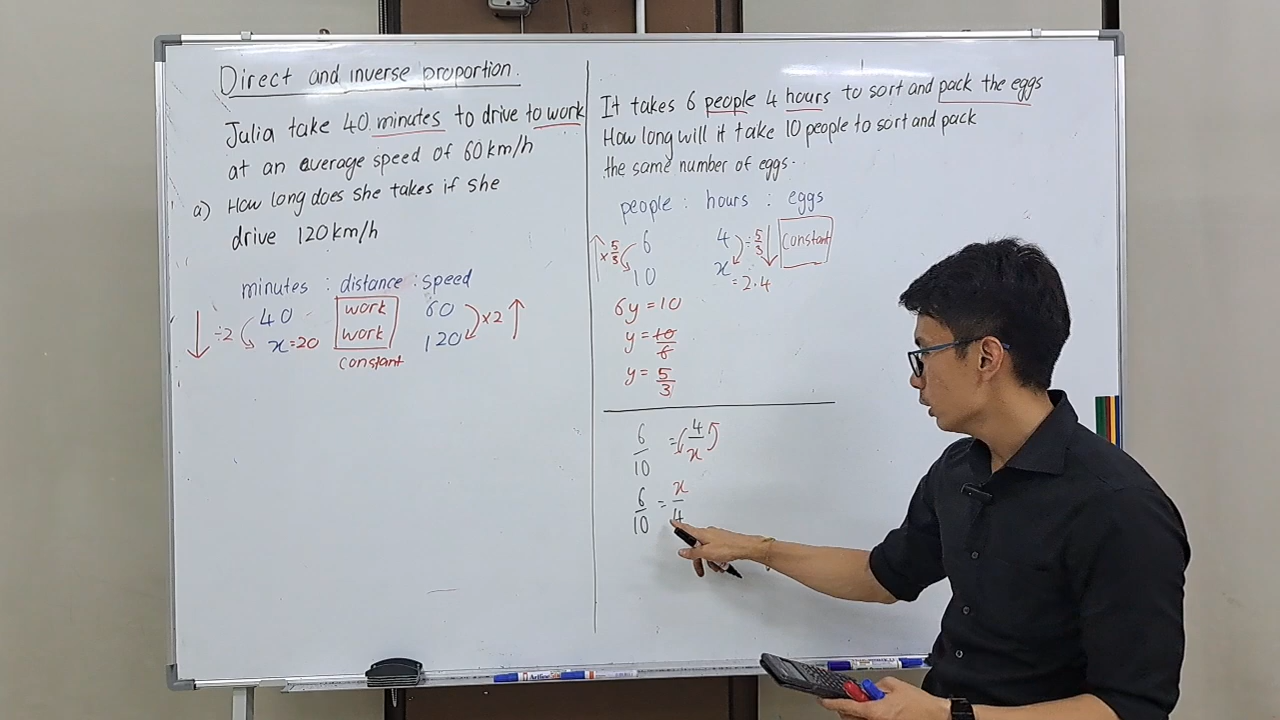 Direct and inverse proportion.
Julia take 40 minutes to drive to work
at an average speed of 60 km/h
a) How long does she takes if she
drive 120 km/h
minutes : distance : speed
÷2 40 work 60 ×2
x = 20 work 120
constant
It takes 6 people 4 hours to sort and pack the eggs
How long will it take 10 people to sort and pack
the same number of eggs.
people : hours : eggs
×5/3 6 4 ÷5/3 constant
10 x = 2.4
6y = 10
y = 10/6
y = 5/3
6/10 = 4/x
6/10 = x/4